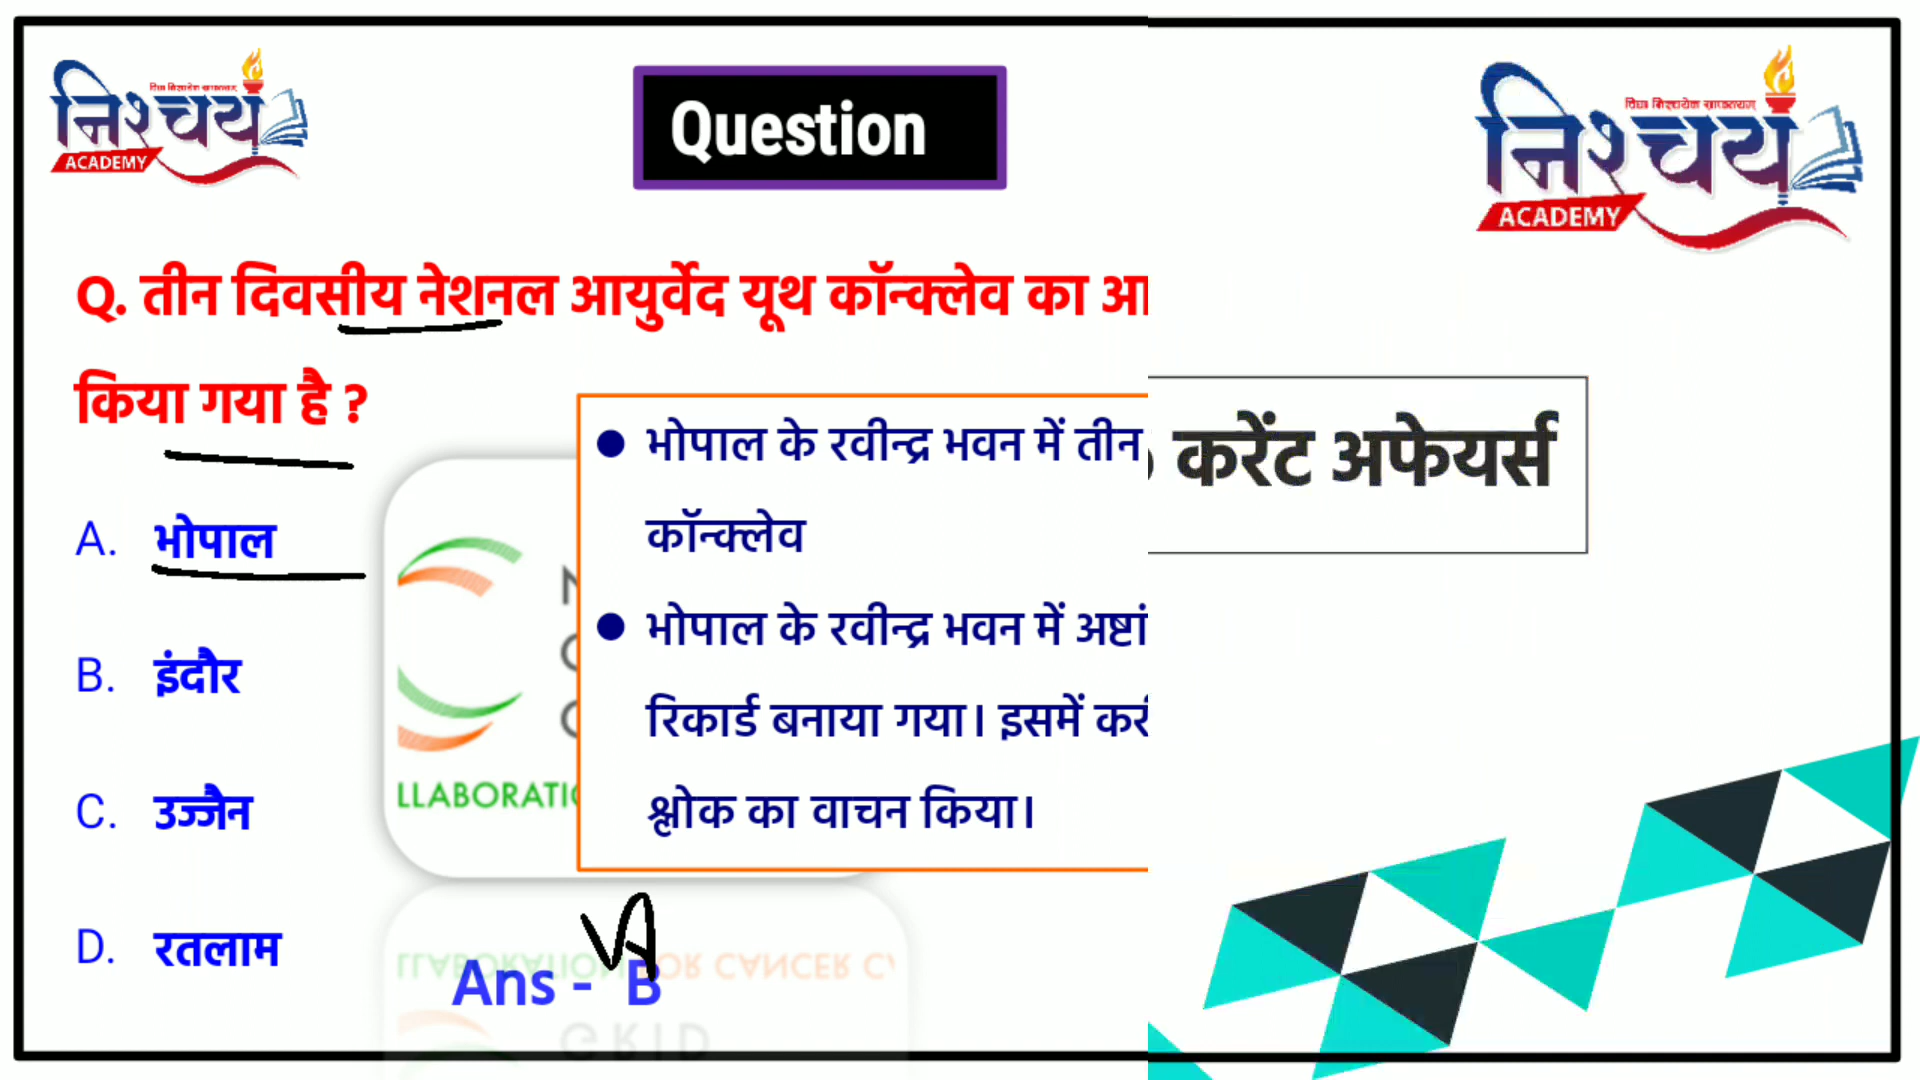 निश्चय
ACADEMY
Question
निश्चय
ACADEMY
Q. तीन दिवसीय नेशनल आयुर्वेद यूथ कॉन्क्लेव का आ
किया गया है ?
A. भोपाल
B. इंदौर
C. उज्जैन
D. रतलाम
● भोपाल के रवीन्द्र भवन में तीन
कॉन्क्लेव
● भोपाल के रवीन्द्र भवन में अष्टां
रिकार्ड बनाया गया। इसमें
श्लोक का वाचन किया।
करेंट अफेयर्स
LLABORATI
A
Ans - B